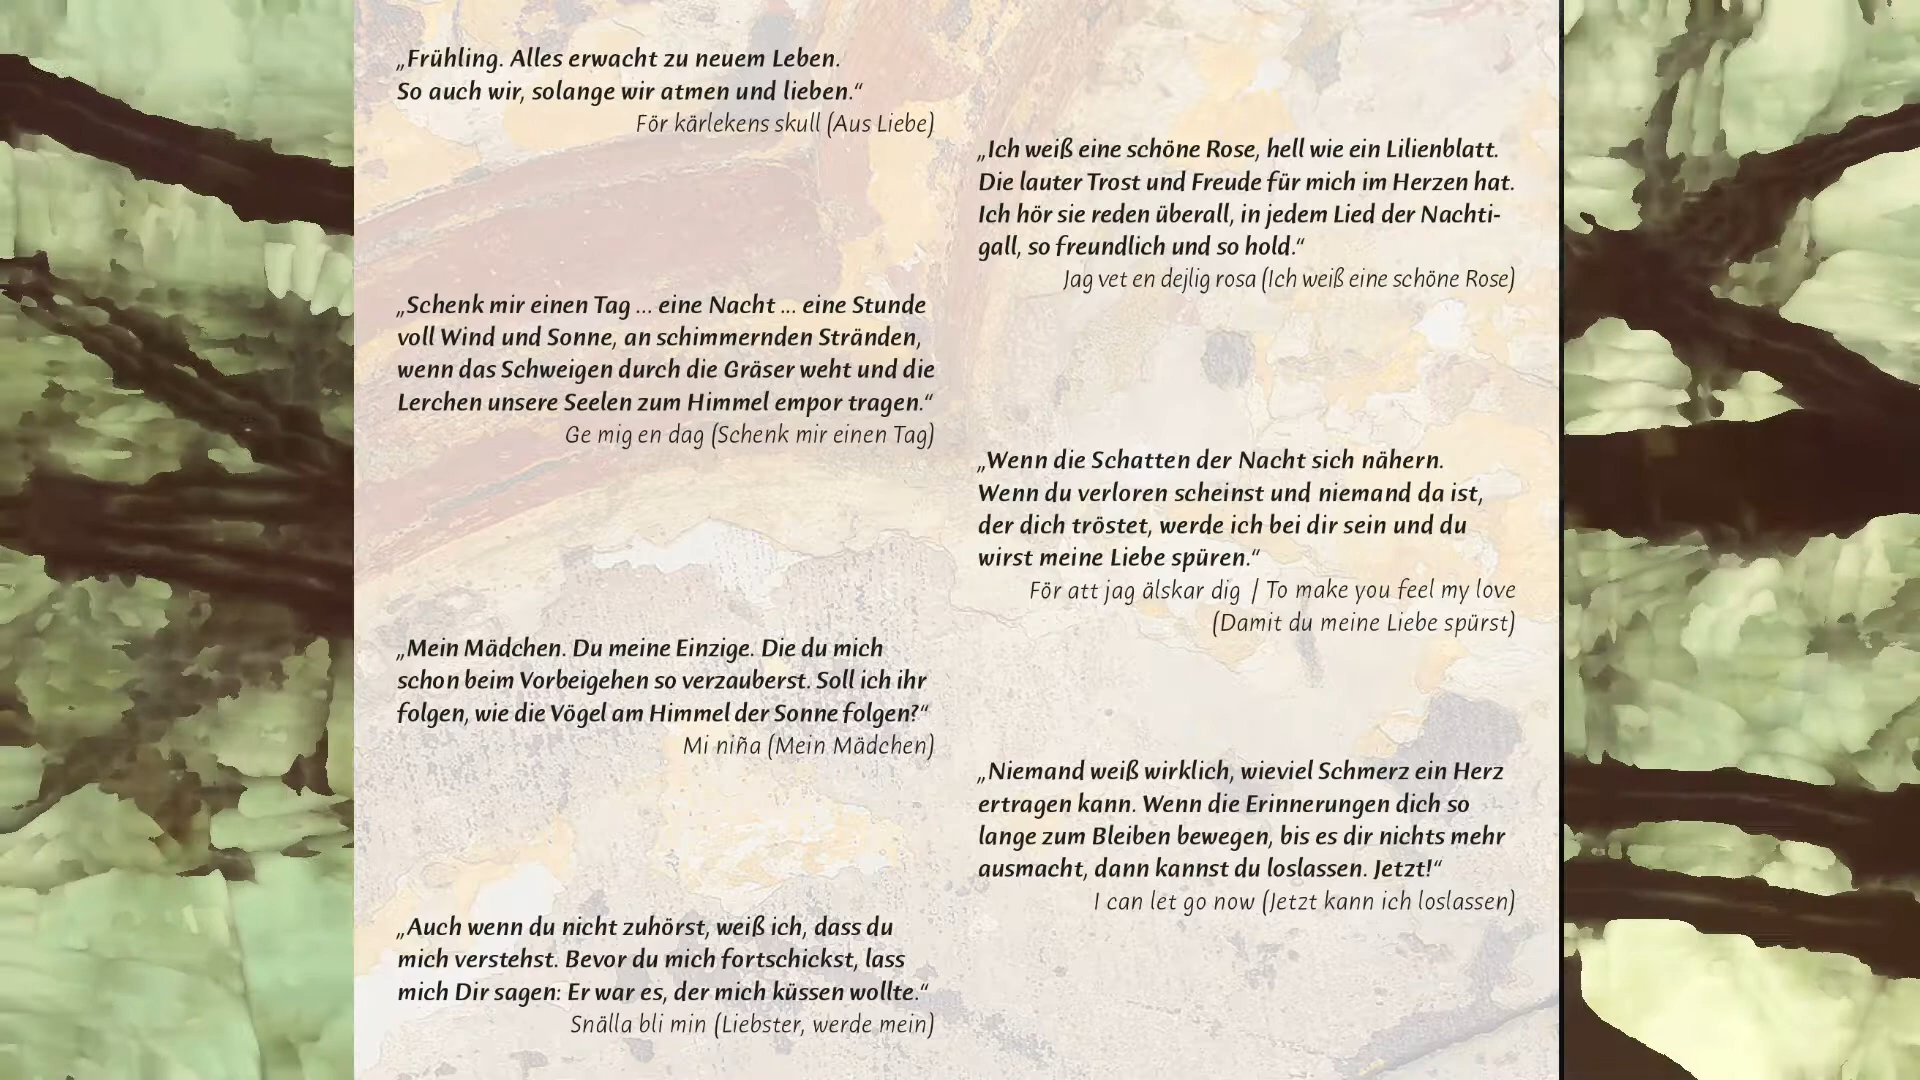 „Frühling. Alles erwacht zu neuem Leben.
So auch wir, solange wir atmen und lieben.“
För kärlekens skull (Aus Liebe)
„Schenk mir einen Tag ... eine Nacht ... eine Stunde
voll Wind und Sonne, an schimmernden Stränden,
wenn das Schweigen durch die Gräser weht und die
Lerchen unsere Seelen zum Himmel empor tragen.“
Ge mig en dag (Schenk mir einen Tag)
„Mein Mädchen. Du meine Einzige. Die du mich
schon beim Vorbeigehen so verzauberst. Soll ich ihr
folgen, wie die Vögel am Himmel der Sonne folgen?“
Mi niña (Mein Mädchen)
„Auch wenn du nicht zuhörst, weiß ich, dass du
mich verstehst. Bevor du mich fortschickst, lass
mich Dir sagen: Er war es, der mich küssen wollte.“
Snälla bli min (Liebster, werde mein)
„Ich weiß eine schöne Rose, hell wie ein Lilienblatt.
Die lauter Trost und Freude für mich im Herzen hat.
Ich hör sie reden überall, in jedem Lied der Nachti-
gall, so freundlich und so hold.“
Jag vet en dejlig rosa (Ich weiß eine schöne Rose)
„Wenn die Schatten der Nacht sich nähern.
Wenn du verloren scheinst und niemand da ist,
der dich tröstet, werde ich bei dir sein und du
wirst meine Liebe spüren.“
För att jag älskar dig / To make you feel my love
(Damit du meine Liebe spürst)
„Niemand weiß wirklich, wieviel Schmerz ein Herz
ertragen kann. Wenn die Erinnerungen dich so
lange zum Bleiben bewegen, bis es dir nichts mehr
ausmacht, dann kannst du loslassen. Jetzt!“
I can let go now (Jetzt kann ich loslassen)